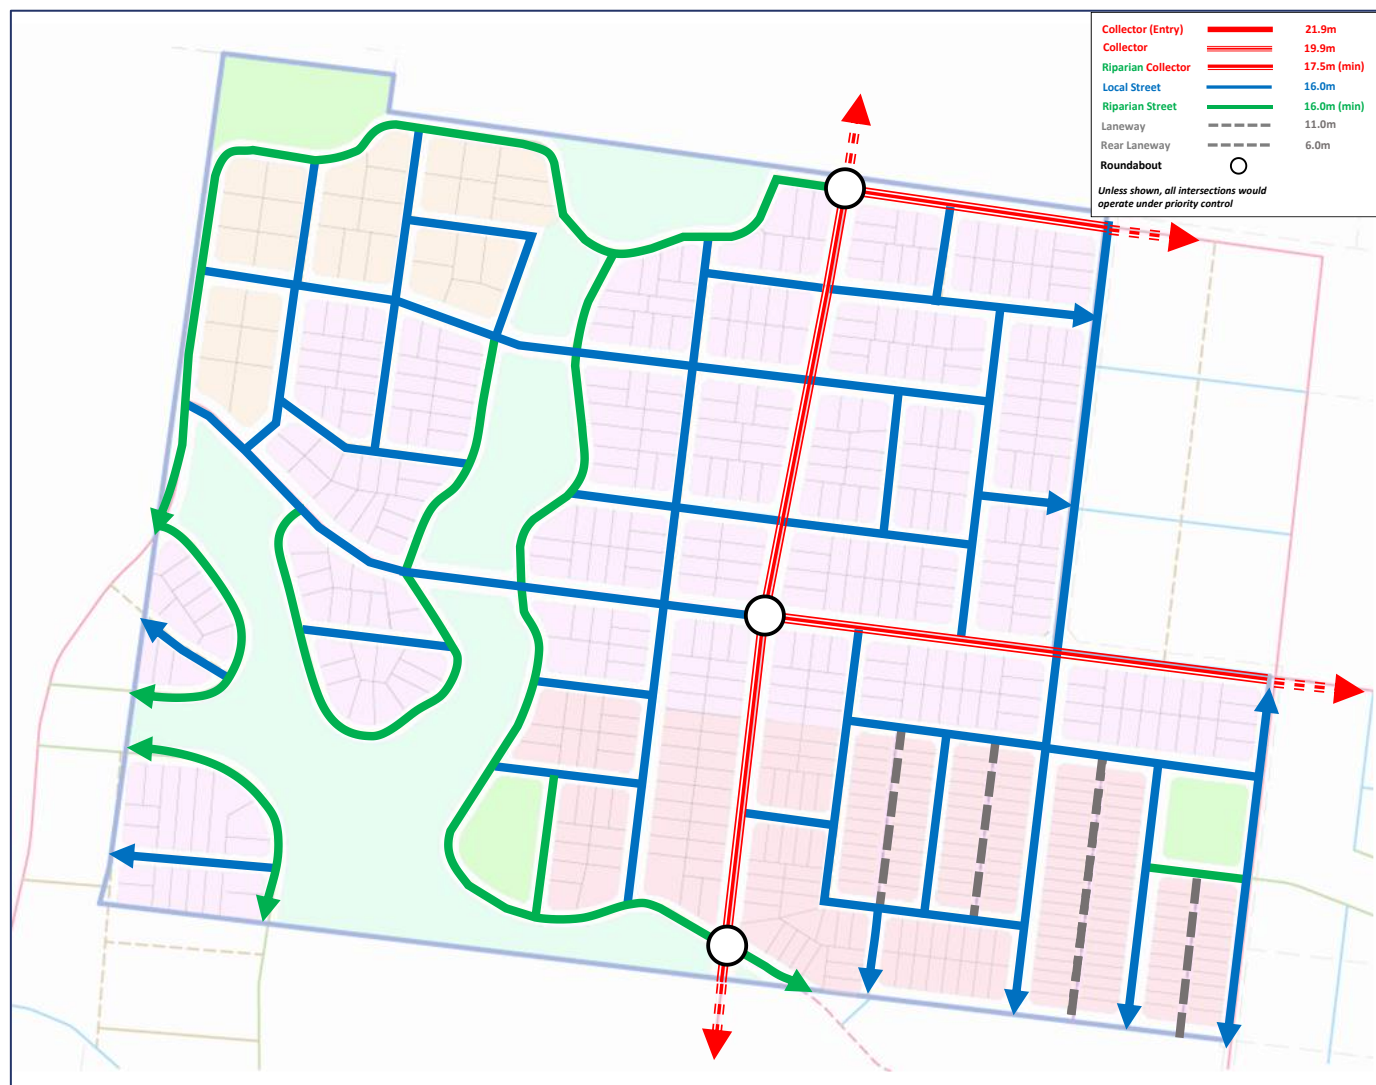 Collector (Entry) 21.9m
Collector 19.9m
Riparian Collector 17.5m (min)
Local Street 16.0m
Riparian Street 16.0m (min)
Laneway 11.0m
Rear Laneway 6.0m
Roundabout
Unless shown, all intersections would
operate under priority control